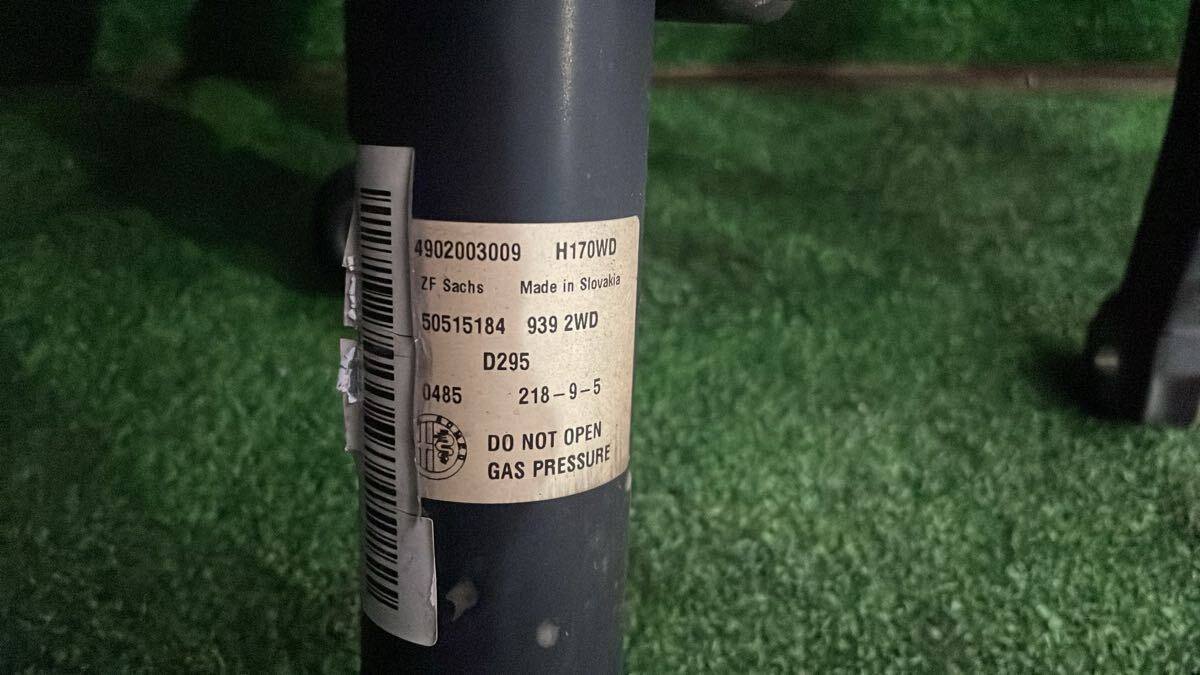 4902003009 H170WD
ZF Sachs Made in Slovakia
50515184 939 2WD
D295
0485 218-9-5
DO NOT OPEN
GAS PRESSURE